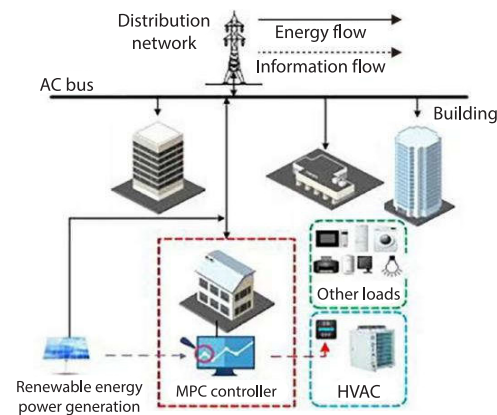 Distribution
network
Energy flow
Information flow
AC bus
Building
Other loads
Renewable energy
power generation
MPC controller
HVAC